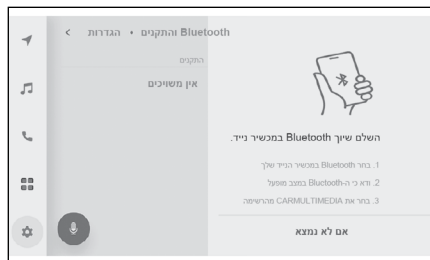 הגדרות • Bluetooth והתקנים
התקנים
אין משויכים
השלם שיוך Bluetooth במכשיר נייד.
1. בחר Bluetooth במכשיר הנייד שלך
2. ודא כי ה-Bluetooth במצב מופעל
3. בחר את CARMULTIMEDIA מהרשימה
אם לא נמצא